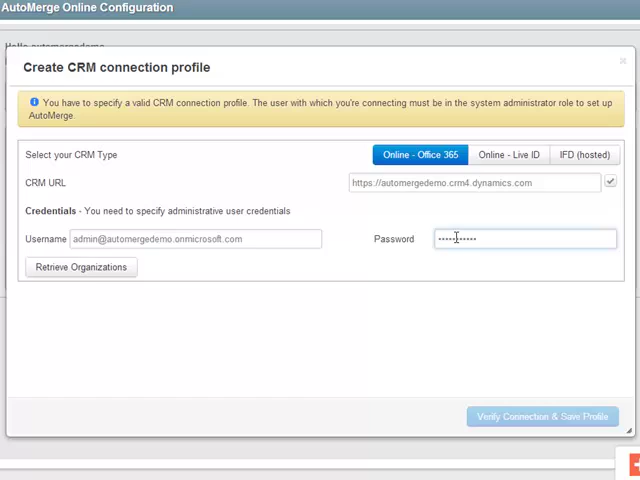 AutoMerge Online Configuration
Hello automergedemo
Create CRM connection profile
×
You have to specify a valid CRM connection profile. The user with which you're connecting must be in the system administrator role to set up
AutoMerge.
Select your CRM Type
Online - Office 365
Online - Live ID
IFD (hosted)
CRM URL
https://automergedemo.crm4.dynamics.com
Credentials - You need to specify administrative user credentials
Username
admin@automergedemo.onmicrosoft.com
Password
Retrieve Organizations
Verify Connection & Save Profile